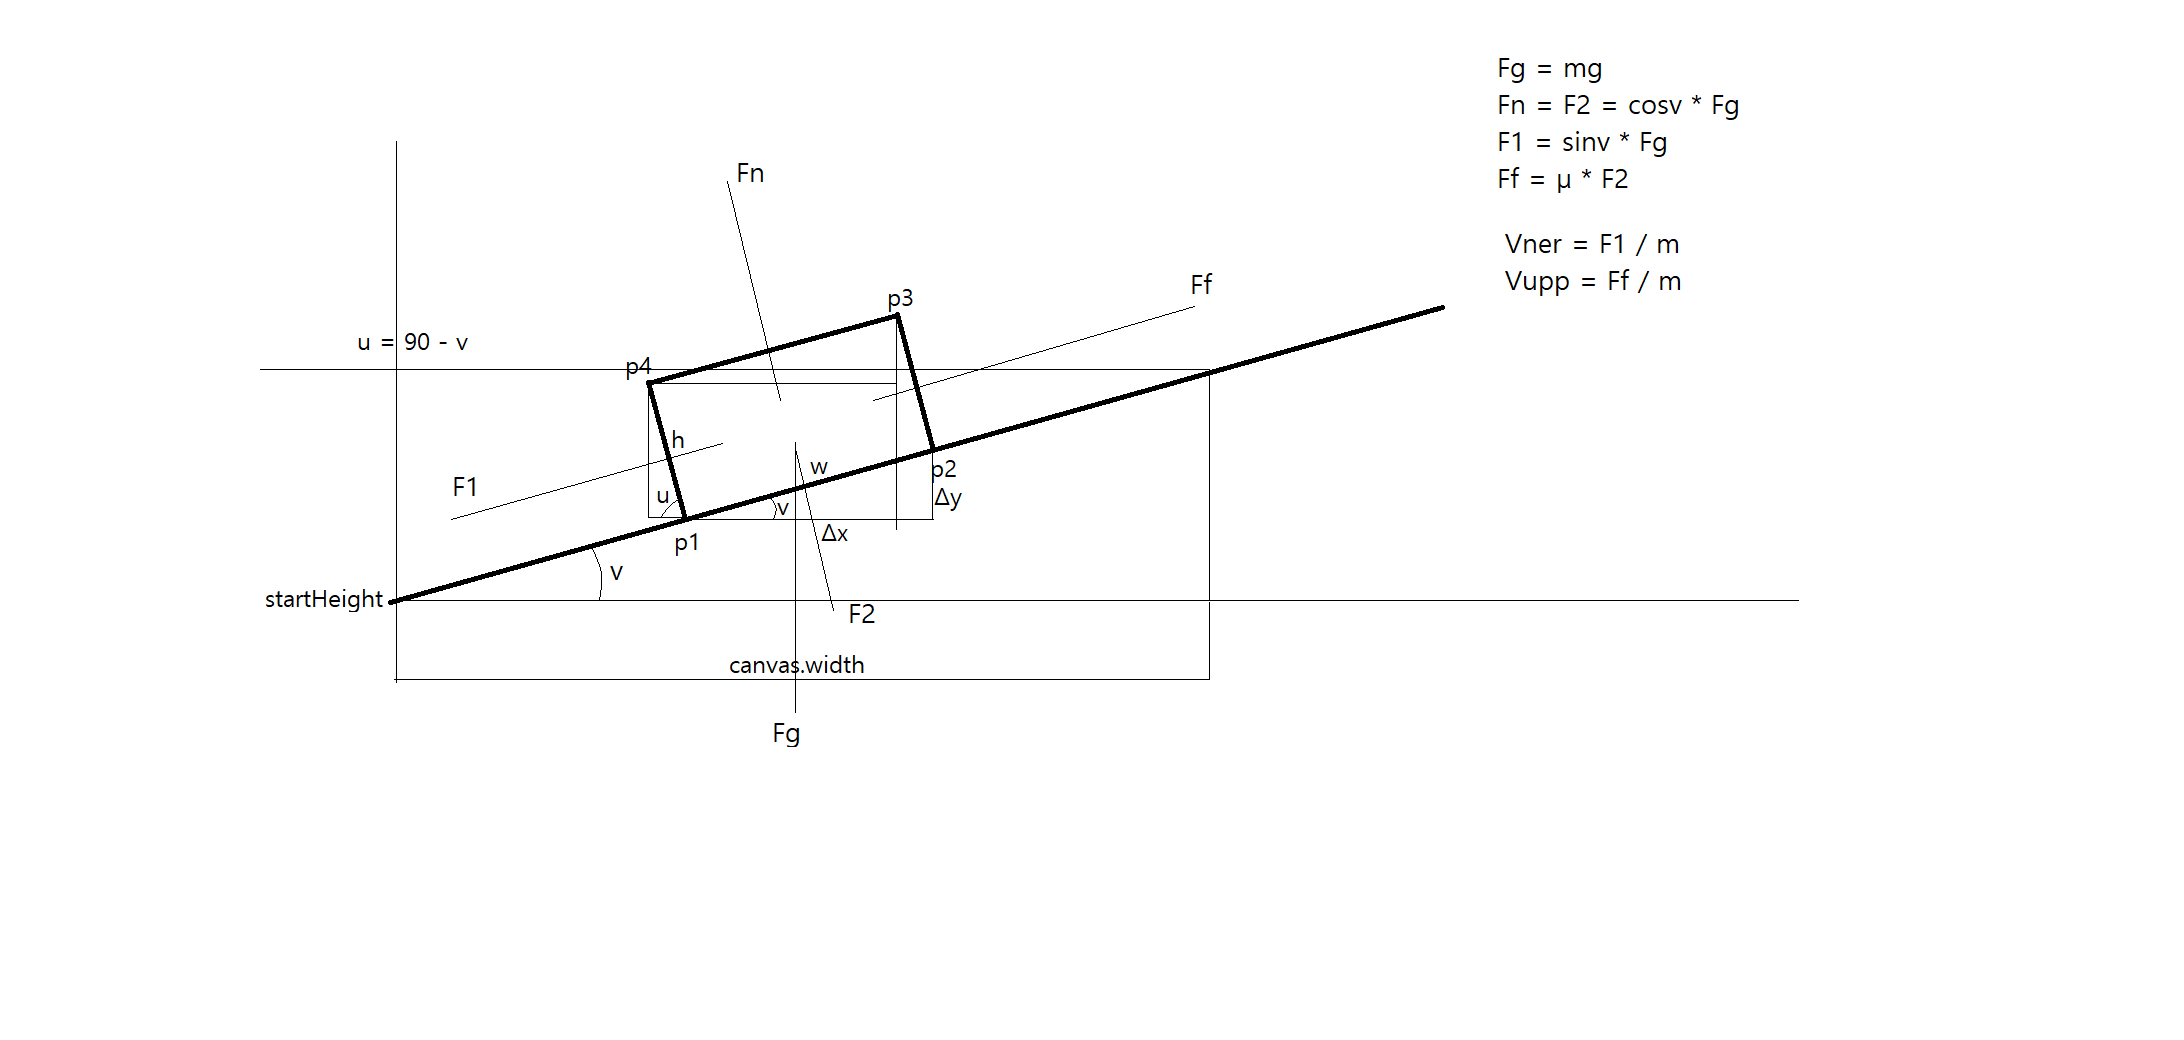 Fg = mg
Fn = F2 = cosv * Fg
F1 = sinv * Fg
Ff = µ * F2
Vner = F1 / m
Vupp = Ff / m
Fn
Ff
p3
u = 90 - v
p4
h
w
p2
F1
u
v
Δy
Δx
p1
v
startHeight
F2
canvas.width
Fg